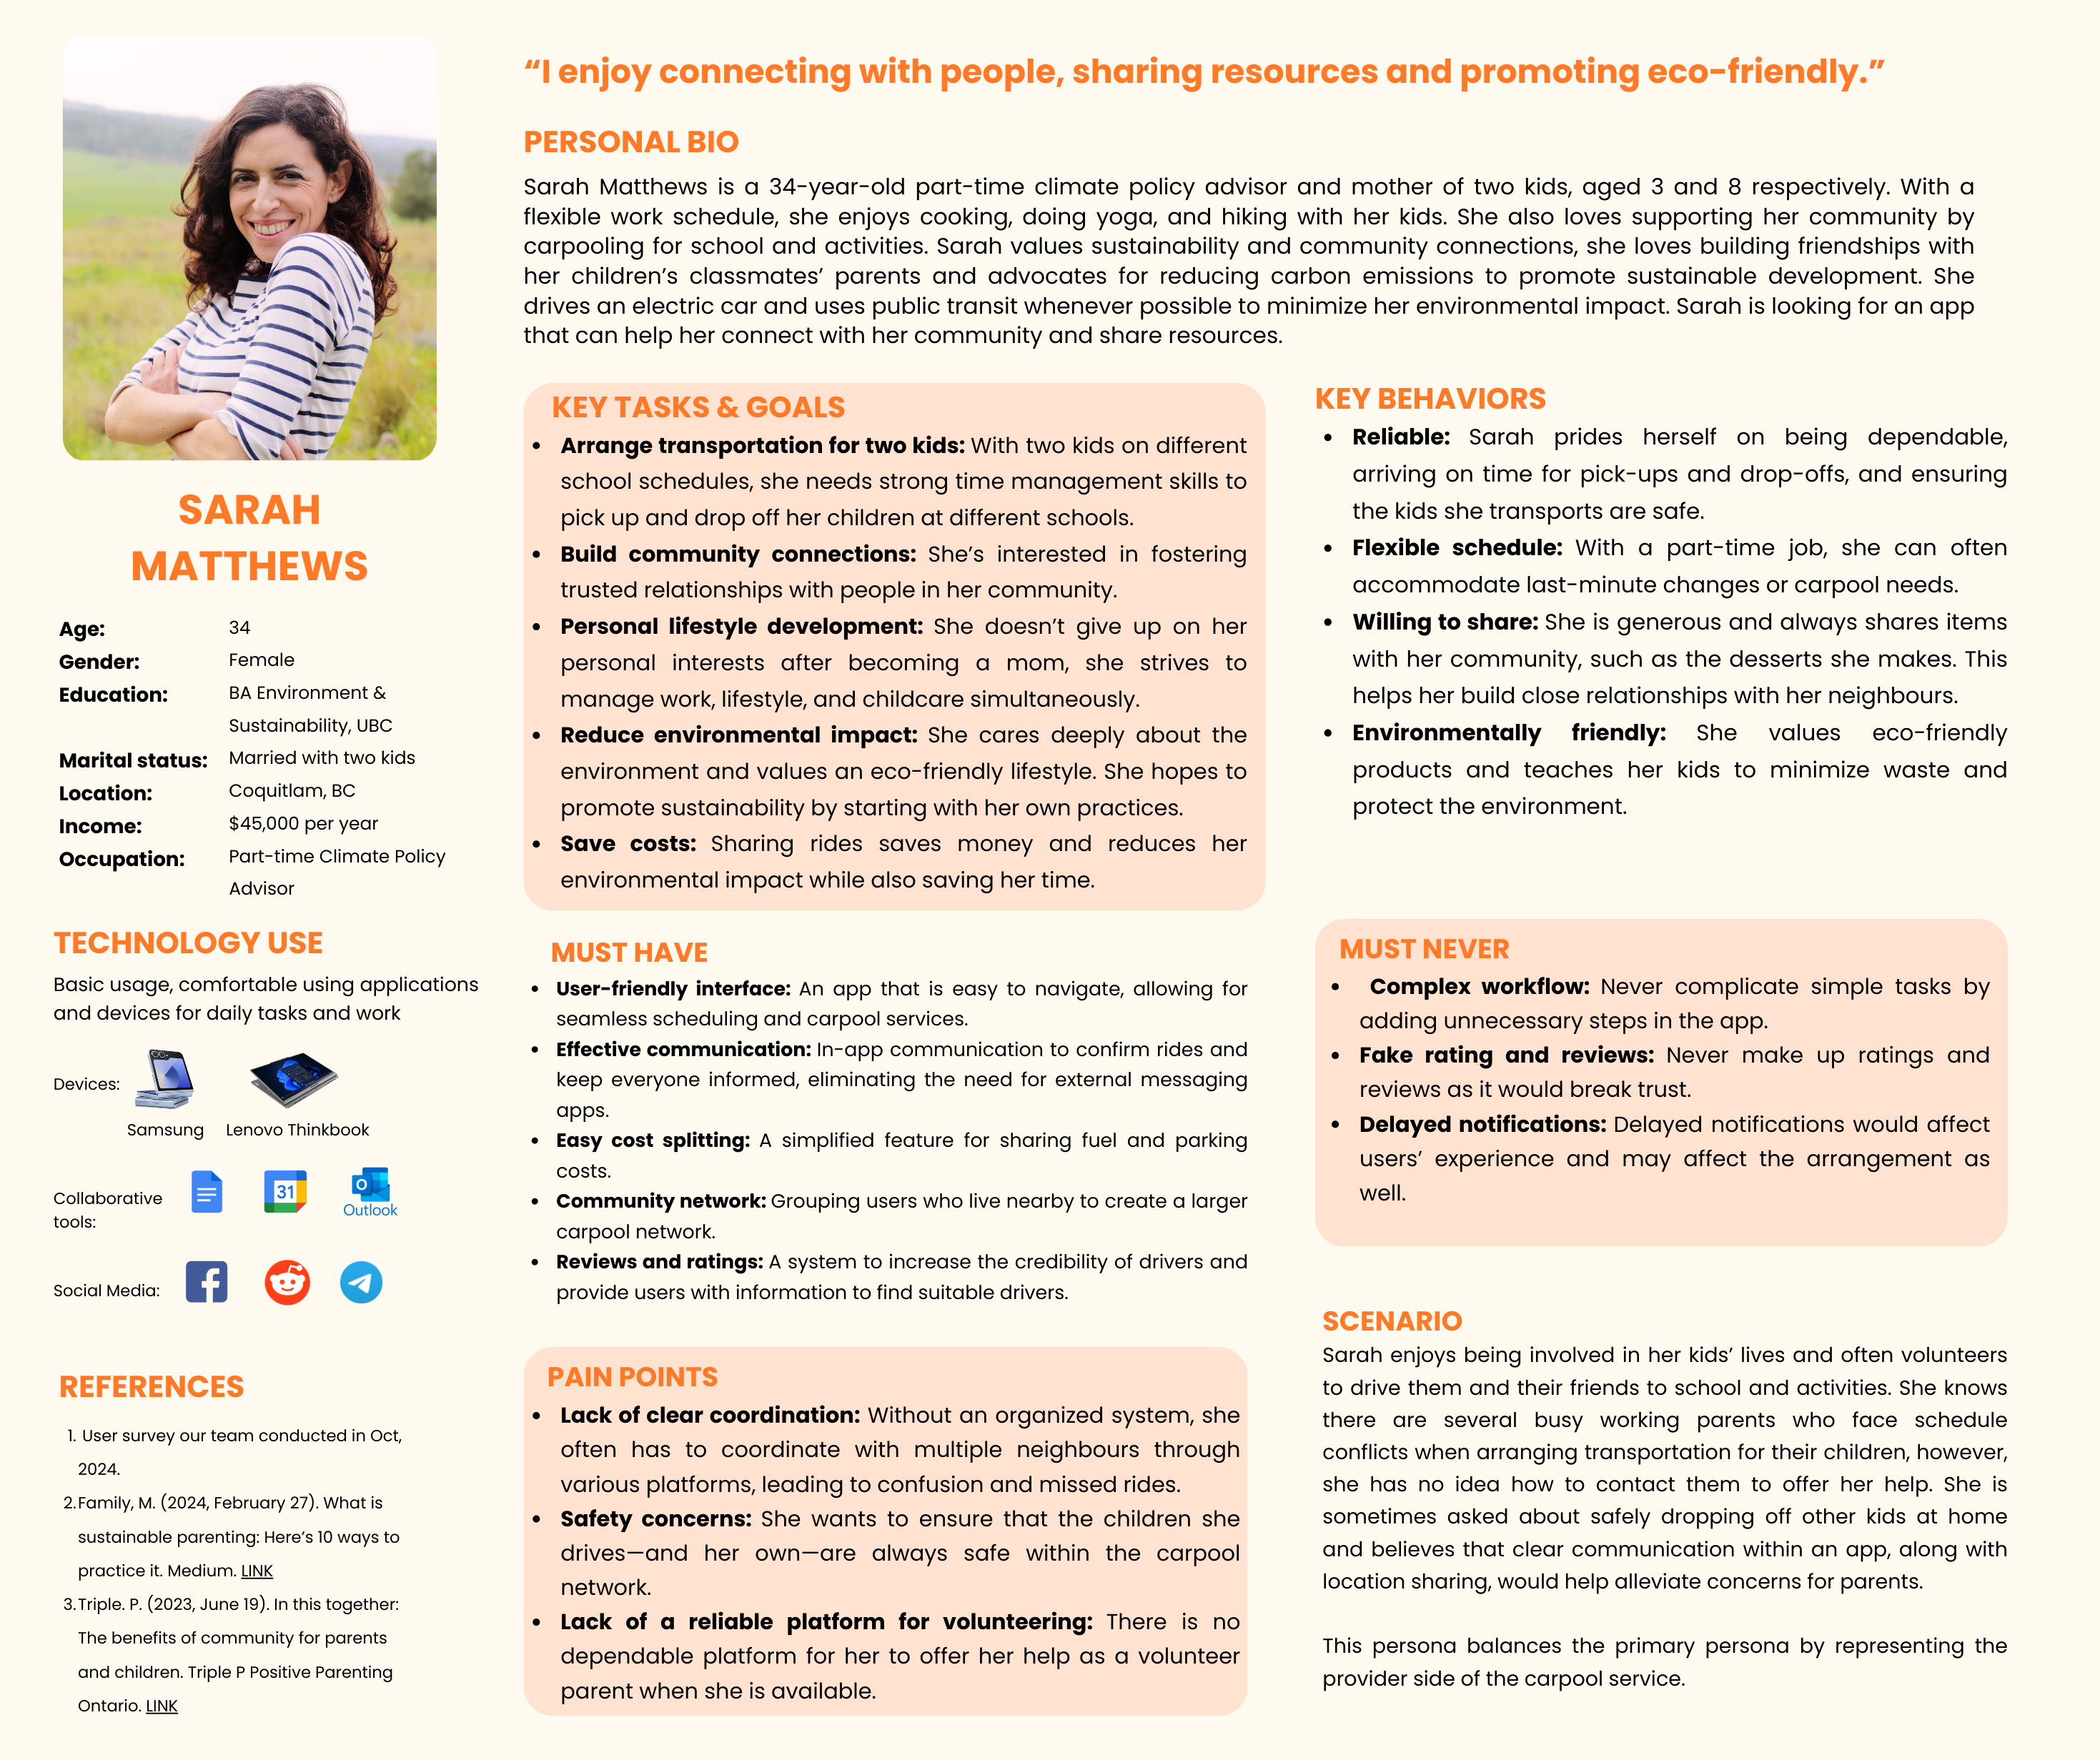 “I enjoy connecting with people, sharing resources and promoting eco-friendly.”
PERSONAL BIO
Sarah Matthews is a 34-year-old part-time climate policy advisor and mother of two kids, aged 3 and 8 respectively. With a
flexible work schedule, she enjoys cooking, doing yoga, and hiking with her kids. She also loves supporting her community by
carpooling for school and activities. Sarah values sustainability and community connections, she loves building friendships with
her children’s classmates’ parents and advocates for reducing carbon emissions to promote sustainable development. She
drives an electric car and uses public transit whenever possible to minimize her environmental impact. Sarah is looking for an app
that can help her connect with her community and share resources.
SARAH
MATTHEWS
Age: 34
Gender: Female
Education: BA Environment &
Sustainability, UBC
Marital status: Married with two kids
Location: Coquitlam, BC
Income: $45,000 per year
Occupation: Part-time Climate Policy
Advisor
TECHNOLOGY USE
Basic usage, comfortable using applications
and devices for daily tasks and work
Devices:
Samsung Lenovo Thinkbook
31
Outlook
Collaborative
tools:
Social Media:
REFERENCES
1. User survey our team conducted in Oct,
2024.
2. Family, M. (2024, February 27). What is
sustainable parenting: Here’s 10 ways to
practice it. Medium. LINK
3. Triple. P. (2023, June 19). In this together:
The benefits of community for parents
and children. Triple P Positive Parenting
Ontario. LINK
KEY TASKS & GOALS
• Arrange transportation for two kids: With two kids on different
school schedules, she needs strong time management skills to
pick up and drop off her children at different schools.
• Build community connections: She’s interested in fostering
trusted relationships with people in her community.
• Personal lifestyle development: She doesn’t give up on her
personal interests after becoming a mom, she strives to
manage work, lifestyle, and childcare simultaneously.
• Reduce environmental impact: She cares deeply about the
environment and values an eco-friendly lifestyle. She hopes to
promote sustainability by starting with her own practices.
• Save costs: Sharing rides saves money and reduces her
environmental impact while also saving her time.
MUST HAVE
• User-friendly interface: An app that is easy to navigate, allowing for
seamless scheduling and carpool services.
• Effective communication: In-app communication to confirm rides and
keep everyone informed, eliminating the need for external messaging
apps.
• Easy cost splitting: A simplified feature for sharing fuel and parking
costs.
• Community network: Grouping users who live nearby to create a larger
carpool network.
• Reviews and ratings: A system to increase the credibility of drivers and
provide users with information to find suitable drivers.
PAIN POINTS
• Lack of clear coordination: Without an organized system, she
often has to coordinate with multiple neighbours through
various platforms, leading to confusion and missed rides.
• Safety concerns: She wants to ensure that the children she
drives—and her own—are always safe within the carpool
network.
• Lack of a reliable platform for volunteering: There is no
dependable platform for her to offer her help as a volunteer
parent when she is available.
KEY BEHAVIORS
• Reliable: Sarah prides herself on being dependable,
arriving on time for pick-ups and drop-offs, and ensuring
the kids she transports are safe.
• Flexible schedule: With a part-time job, she can often
accommodate last-minute changes or carpool needs.
• Willing to share: She is generous and always shares items
with her community, such as the desserts she makes. This
helps her build close relationships with her neighbours.
• Environmentally friendly: She values eco-friendly
products and teaches her kids to minimize waste and
protect the environment.
MUST NEVER
• Complex workflow: Never complicate simple tasks by
adding unnecessary steps in the app.
• Fake rating and reviews: Never make up ratings and
reviews as it would break trust.
• Delayed notifications: Delayed notifications would affect
users’ experience and may affect the arrangement as
well.
SCENARIO
Sarah enjoys being involved in her kids’ lives and often volunteers
to drive them and their friends to school and activities. She knows
there are several busy working parents who face schedule
conflicts when arranging transportation for their children, however,
she has no idea how to contact them to offer her help. She is
sometimes asked about safely dropping off other kids at home
and believes that clear communication within an app, along with
location sharing, would help alleviate concerns for parents.
This persona balances the primary persona by representing the
provider side of the carpool service.